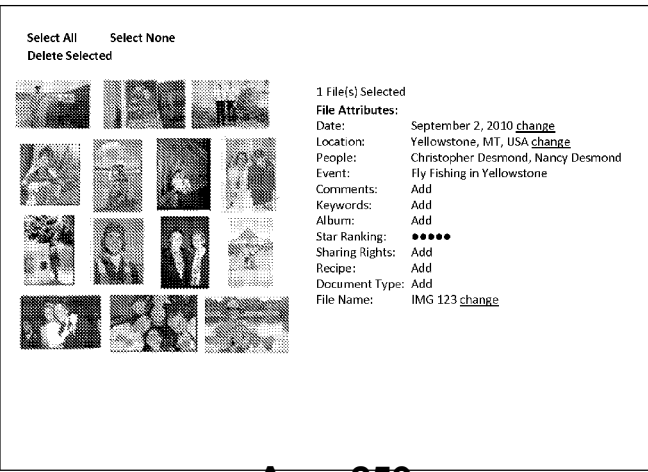 Select All Select None
Delete Selected
1 File(s) Selected
File Attributes:
Date: September 2, 2010 change
Location: Yellowstone, MT, USA change
People: Christopher Desmond, Nancy Desmond
Event: Fly Fishing in Yellowstone
Comments: Add
Keywords: Add
Album: Add
Star Ranking: ●●●●●
Sharing Rights: Add
Recipe: Add
Document Type: Add
File Name: IMG 123 change